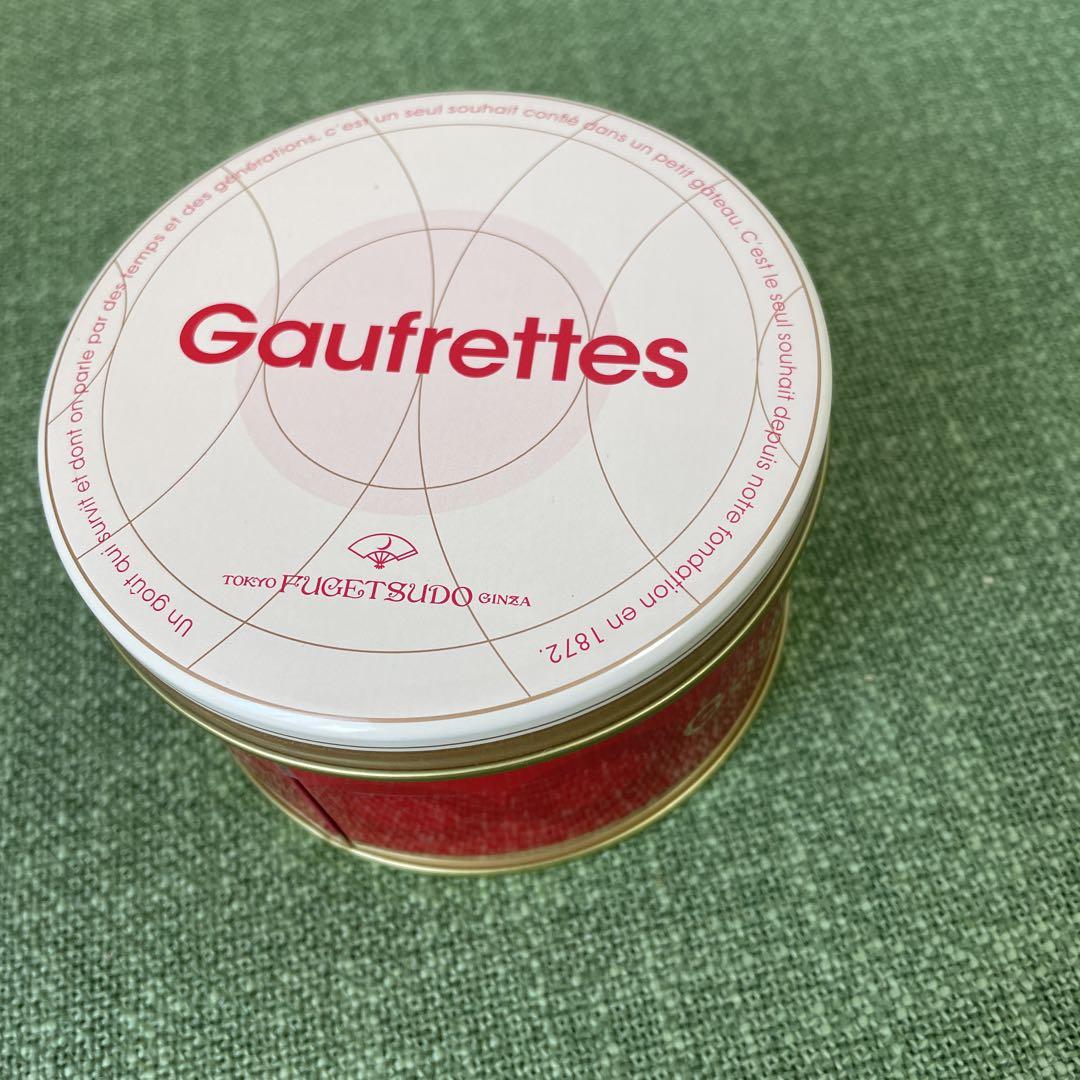 Un goût qui survit et dont on parle par des temps et des générations, c'est un seul souhait confié dans un petit gâteau. C'est le seul souhait depuis notre fondation en 1872.
Gaufrettes
TOKYO FUGETSUDO GINZA